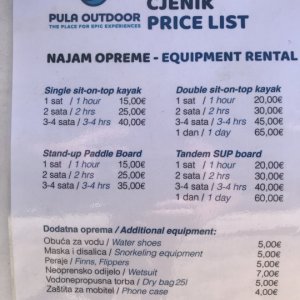 PULA OUTDOOR
THE PLACE FOR EPIC EXPERIENCES
CJENIK
PRICE LIST
NAJAM OPREME - EQUIPMENT RENTAL
Single sit-on-top kayak
1 sat / 1 hour 15,00€
2 sata / 2 hrs 25,00€
3-4 sata / 3-4 hrs 40,00€
Double sit-on-top kayak
1 sat / 1 hour 20,00€
2 sata / 2 hrs 30,00€
3-4 sata / 3-4 hrs 45,00€
1 dan / 1 day 65,00€
Stand-up Paddle Board
1 sat / 1 hour 15,00€
2 sata / 2 hrs 25,00€
3-4 sata / 3-4 hrs 35,00€
Tandem SUP board
1 sat / 1 hour 20,00€
2 sata / 2 hrs 30,00€
3-4 sata / 3-4 hrs 45,00€
1 dan / 1 day 60,00€
Dodatna oprema / Additional equipment:
Obuća za vodu / Water shoes 5,00€
Maska i disalica / Snorkeling equipment 5,00€
Peraje / Finns, Flippers 5,00€
Neoprensko odijelo / Wetsuit 7,00€
Vodonepropusna torba / Dry bag 25l 5,00€
Zaštita za mobitel / Phone case 4,00€